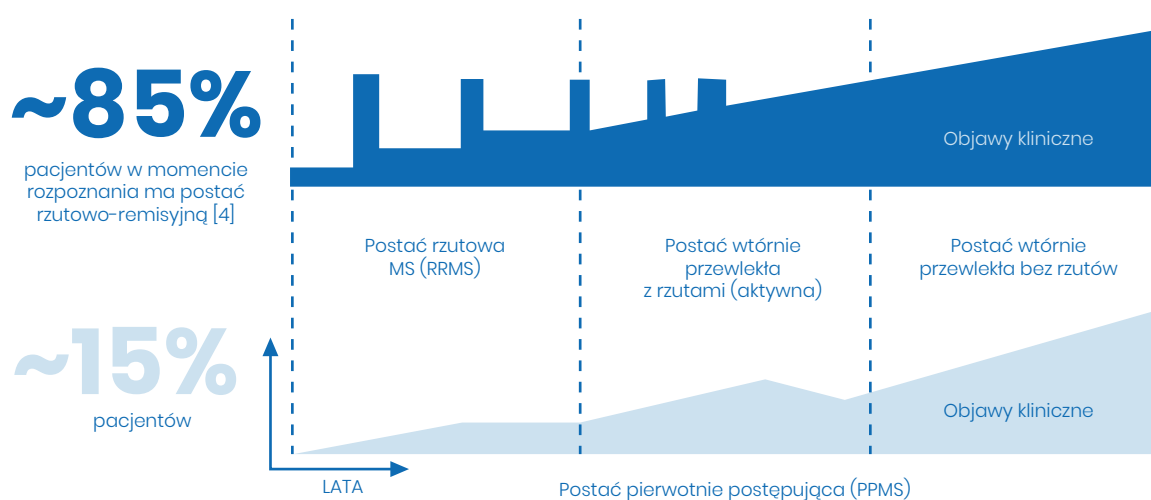 ~85%
pacjentów w momencie
rozpoznania ma postać
rzutowo-remisyjną [4]
Objawy kliniczne
Postać rzutowa
MS (RRMS)
Postać wtórnie
przewlekła
z rzutami (aktywna)
Postać wtórnie
przewlekła bez rzutów
~15%
pacjentów
Objawy kliniczne
LATA
Postać pierwotnie postępująca (PPMS)